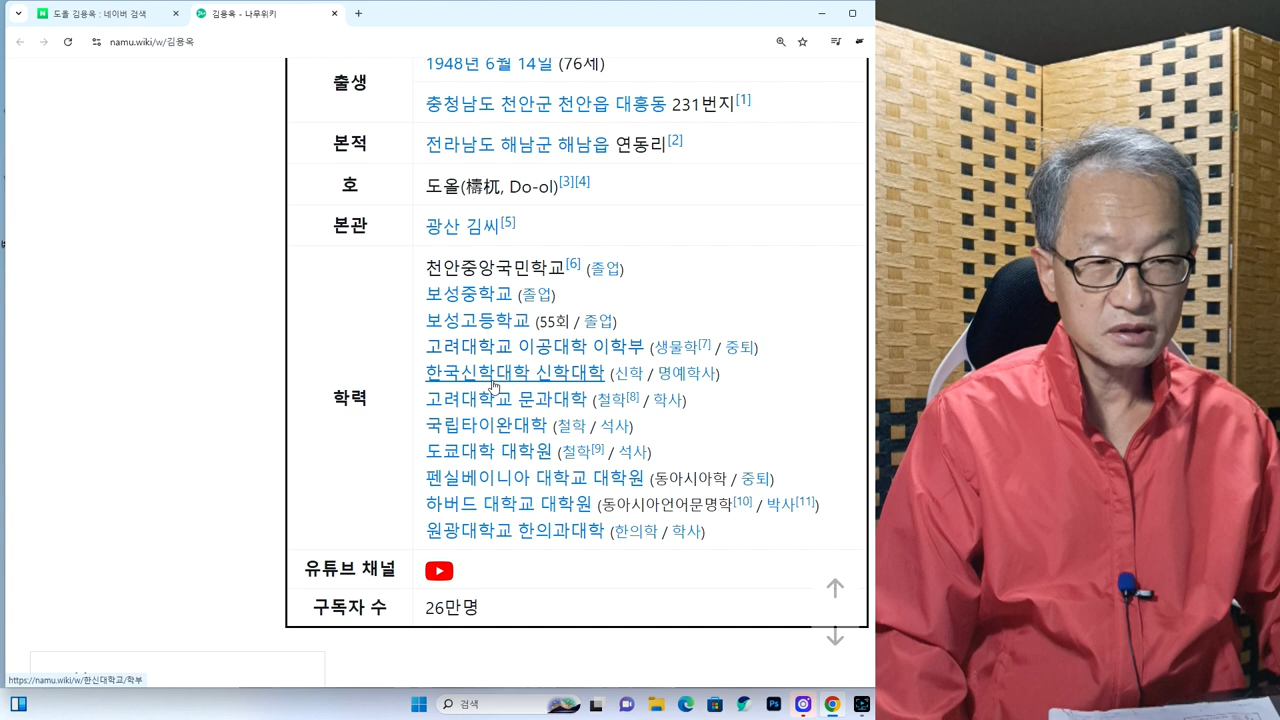 도올 김용옥 : 네이버 검색
김용옥 - 나무위키
namu.wiki/w/김용옥
출생
1948년 6월 14일 (76세)
충청남도 천안군 천안읍 대흥동 231번지[1]
본적
전라남도 해남군 해남읍 연동리[2]
호
도올(檮杌, Do-ol)[3][4]
본관
광산 김씨[5]
학력
천안중앙국민학교[6] (졸업)
보성중학교 (졸업)
보성고등학교 (55회 / 졸업)
고려대학교 이공대학 이학부 (생물학[7] / 중퇴)
한국신학대학 신학대학 (신학 / 명예학사)
고려대학교 문과대학 (철학[8] / 학사)
국립타이완대학 (철학 / 석사)
도쿄대학 대학원 (철학[9] / 석사)
펜실베이니아 대학교 대학원 (동아시아학 / 중퇴)
하버드 대학교 대학원 (동아시아언어문명학[10] / 박사[11])
원광대학교 한의과대학 (한의학 / 학사)
유튜브 채널
구독자 수
26만명
https://namu.wiki/w/한신대학교/학부
검색
Ps